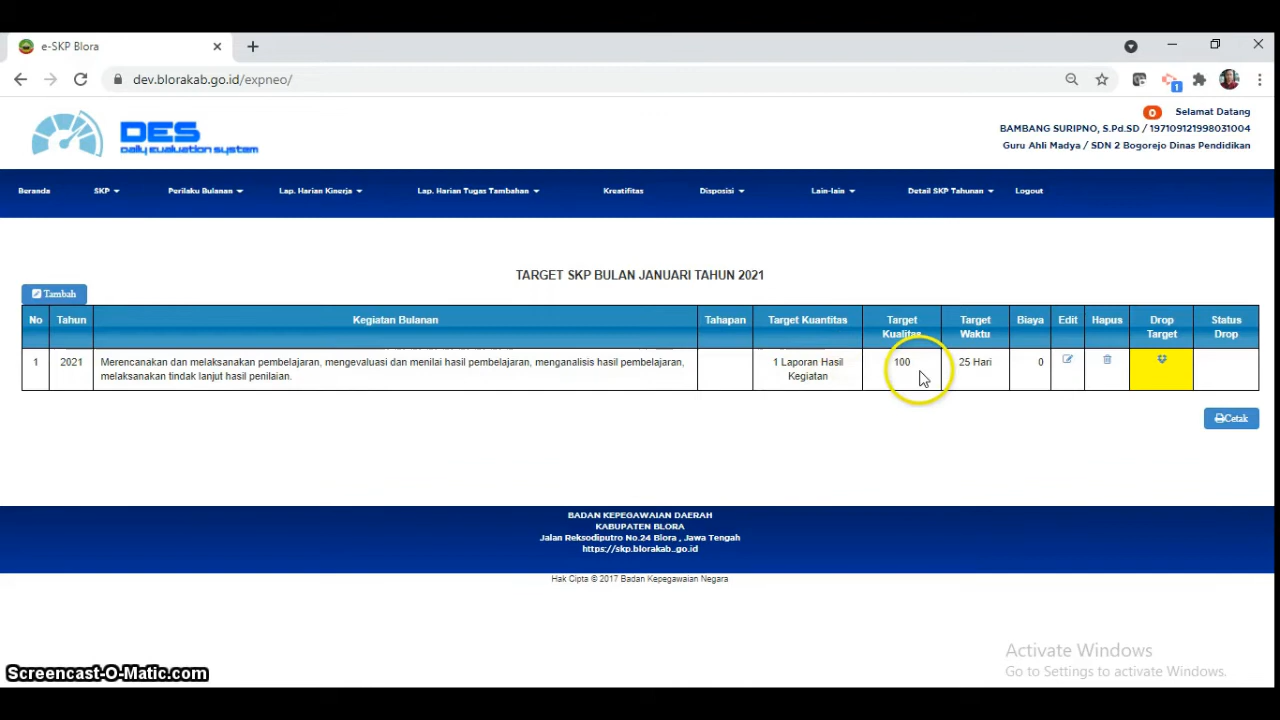 e-SKP Blora
dev.blorakab.go.id/expneo/
1
DES
Daily Evaluation System
0 Selamat Datang
BAMBANG SURIPNO, S.Pd.SD / 197109121998031004
Guru Ahli Madya / SDN 2 Bogorejo Dinas Pendidikan
Beranda SKP Perilaku Bulanan Lap. Harian Kinerja Lap. Harian Tugas Tambahan Kreatifitas Disposisi Lain-lain Detail SKP Tahunan Logout
TARGET SKP BULAN JANUARI TAHUN 2021
Tambah
No Tahun Kegiatan Bulanan Tahapan Target Kuantitas Target Kualitas Target Waktu Biaya Edit Hapus Drop Target Status Drop
1 2021 Merencanakan dan melaksanakan pembelajaran, mengevaluasi dan menilai hasil pembelajaran, menganalisis hasil pembelajaran, 1 Laporan Hasil 100 25 Hari 0
melaksanakan tindak lanjut hasil penilaian. Kegiatan
Cetak
BADAN KEPEGAWAIAN DAERAH
KABUPATEN BLORA
Jalan Reksodiputro No.24 Blora , Jawa Tengah
https://skp.blorakab.go.id
Hak Cipta © 2017 Badan Kepegawaian Negara
Activate Windows
Go to Settings to activate Windows.
Screencast-O-Matic.com